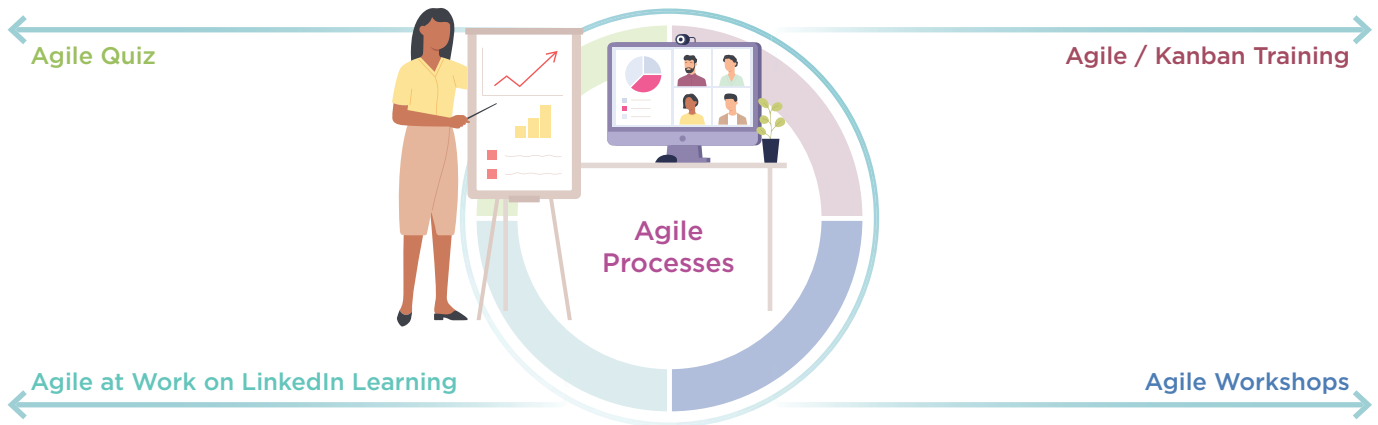 Agile Quiz
Agile / Kanban Training
Agile
Processes
Agile at Work on LinkedIn Learning
Agile Workshops